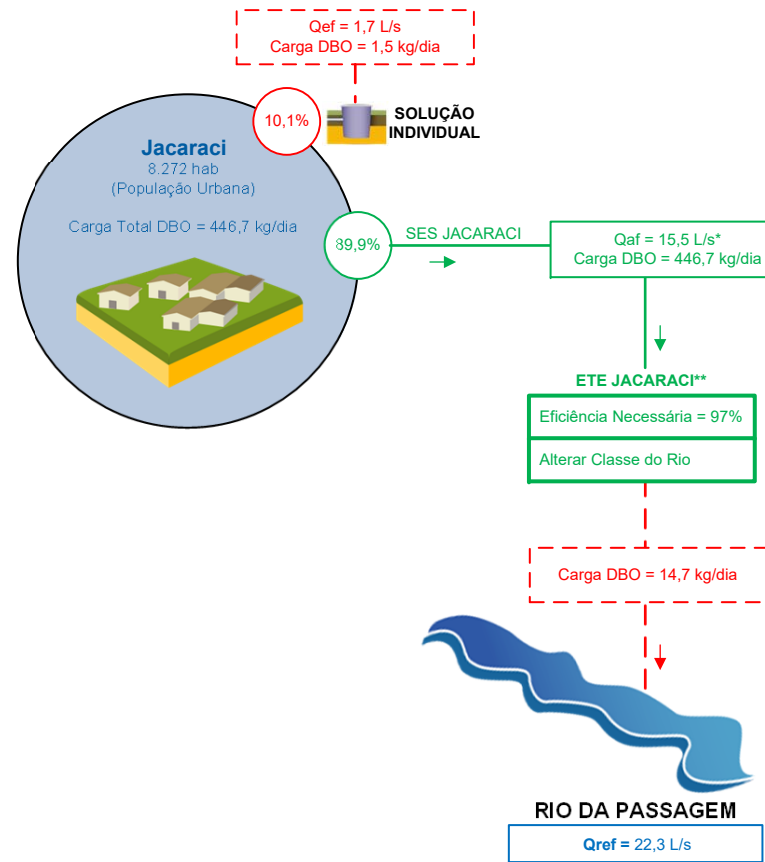 Qef = 1,7 L/s
Carga DBO = 1,5 kg/dia
10,1%
SOLUÇÃO
INDIVIDUAL
Jacaraci
8.272 hab
(População Urbana)
Carga Total DBO = 446,7 kg/dia
89,9%
SES JACARACI
Qaf = 15,5 L/s*
Carga DBO = 446,7 kg/dia
ETE JACARACI**
Eficiência Necessária = 97%
Alterar Classe do Rio
Carga DBO = 14,7 kg/dia
RIO DA PASSAGEM
Qref = 22,3 L/s